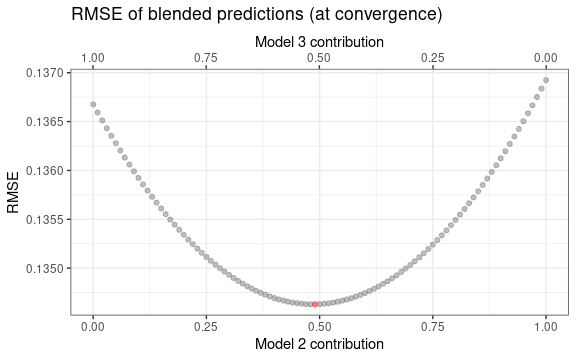 RMSE of blended predictions (at convergence)
Model 3 contribution
1.00 0.75 0.50 0.25 0.00
0.1370
0.1365
0.1360
0.1355
0.1350
RMSE
0.00 0.25 0.50 0.75 1.00
Model 2 contribution